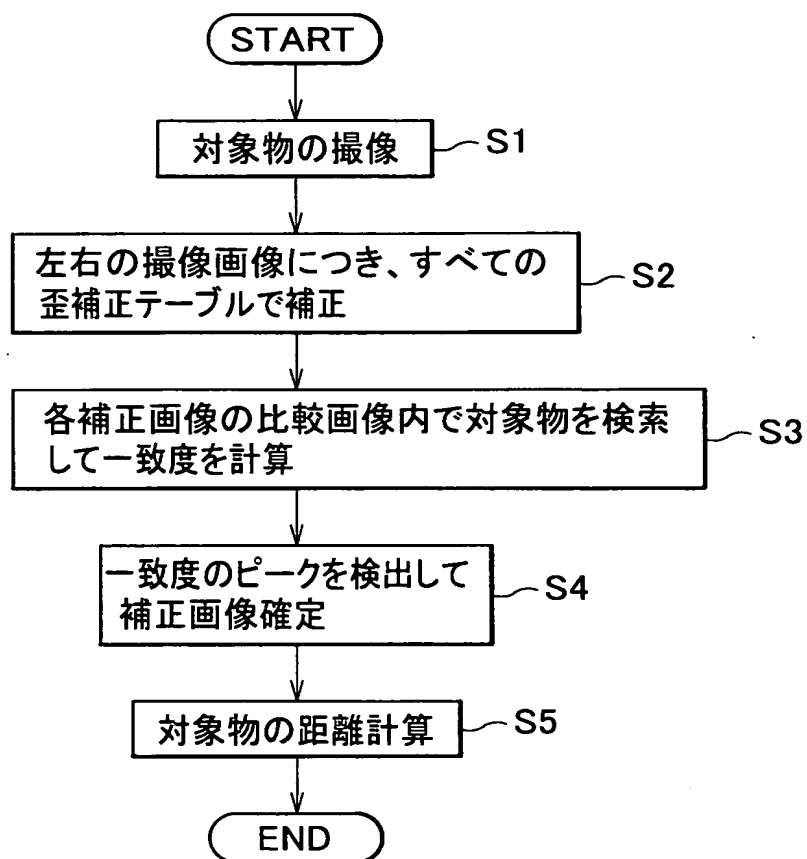 START
対象物の撮像
S1
左右の撮像画像につき、すべての
歪補正テーブルで補正
S2
各補正画像の比較画像内で対象物を検索
して一致度を計算
S3
一致度のピークを検出して
補正画像確定
S4
対象物の距離計算
S5
END